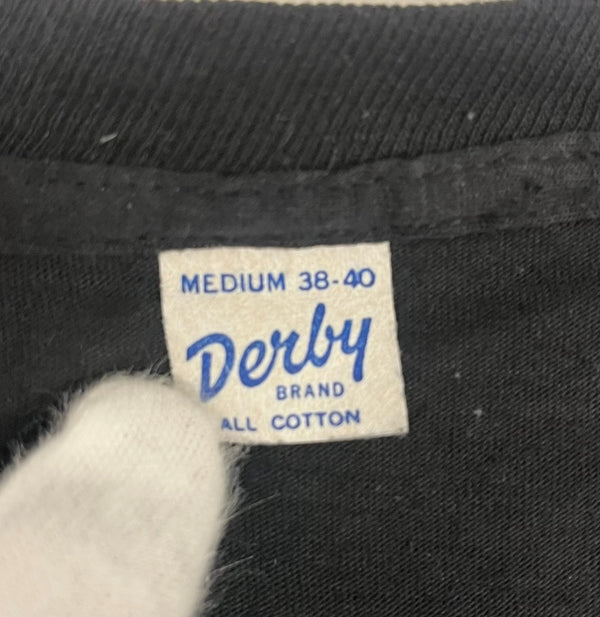 MEDIUM 38-40
Derby
BRAND
ALL COTTON